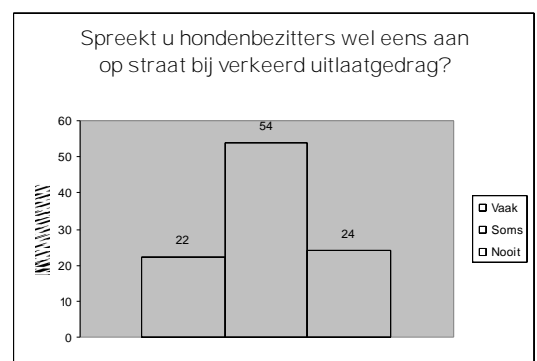 Spreekt u hondenbezitters wel eens aan
op straat bij verkeerd uitlaatgedrag?
60
50
40
30
20
10
0
22
54
24
Vaak
Soms
Nooit